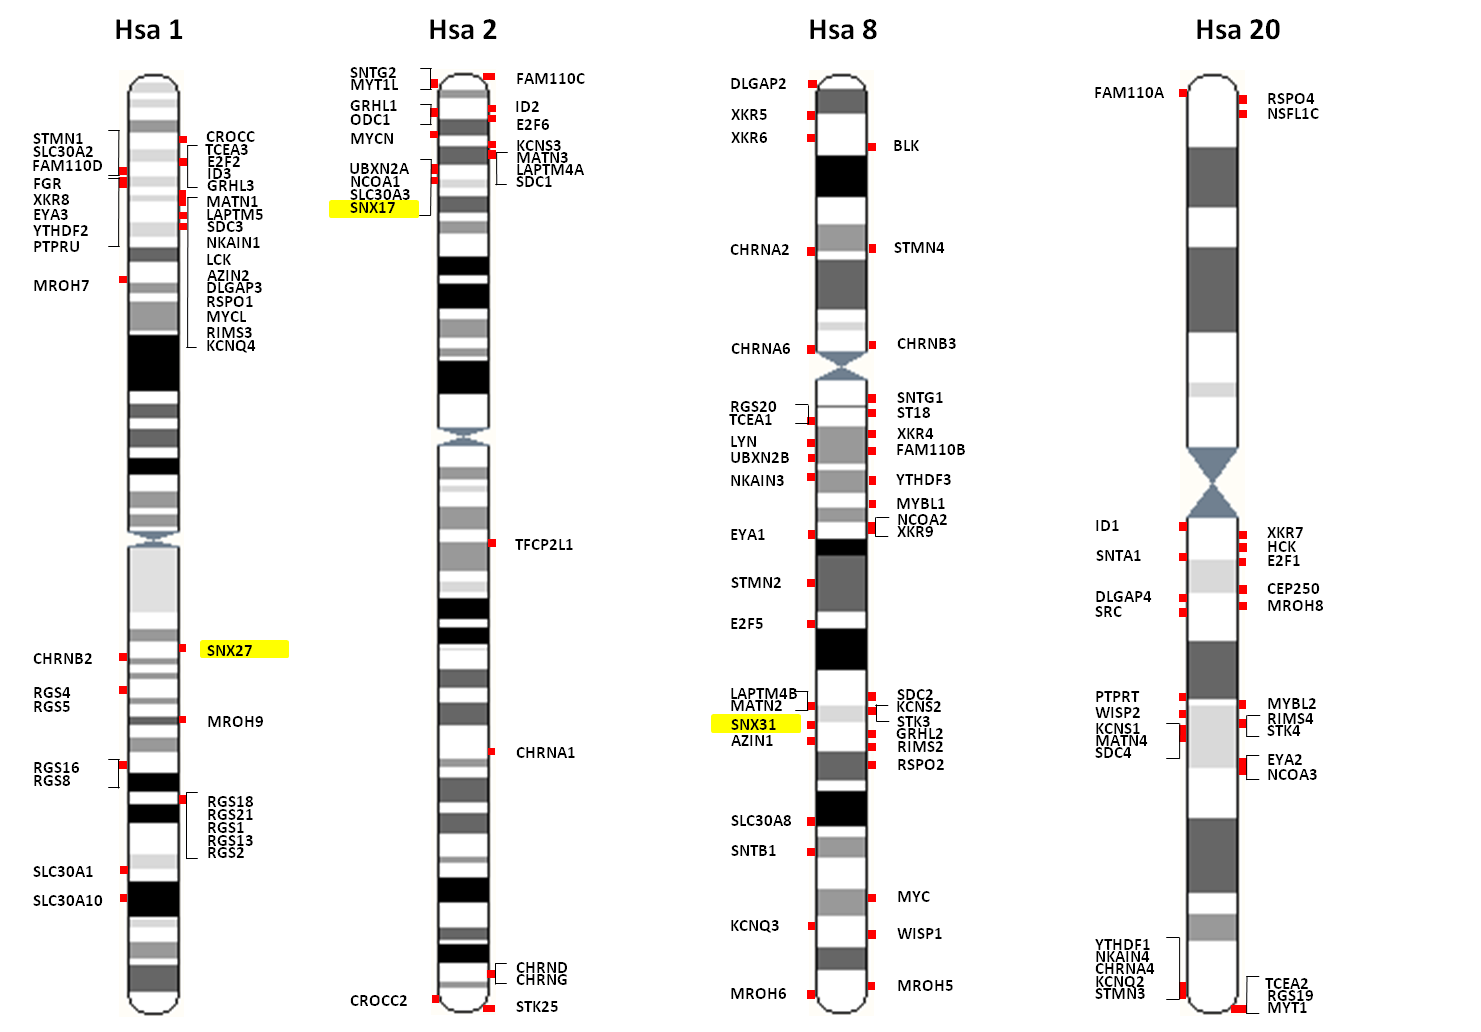 Hsa 1
Hsa 2
Hsa 8
Hsa 20
STMN1
SLC30A2
FAM110D
FGR
XKR8
EYA3
YTHDF2
PTPRU
MROH7
CHRNB2
RGS4
RGS5
RGS16
RGS8
SLC30A1
SLC30A10
CROCC
TCEA3
E2F2
ID3
GRHL3
MATN1
LAPTM5
SDC3
NKAIN1
LCK
AZIN2
DLGAP3
RSPO1
MYCL
RIMS3
KCNQ4
SNX27
MROH9
RGS18
RGS21
RGS1
RGS13
RGS2
SNTG2
MYT1L
GRHL1
ODC1
MYCN
UBXN2A
NCOA1
SLC30A3
SNX17
CROCC2
FAM110C
ID2
E2F6
KCNS3
MATN3
LAPTM4A
SDC1
TFCP2L1
CHRNA1
CHRND
CHRNG
STK25
DLGAP2
XKR5
XKR6
CHRNA2
CHRNA6
RGS20
TCEA1
LYN
UBXN2B
NKAIN3
EYA1
STMN2
E2F5
LAPTM4B
MATN2
SNX31
AZIN1
SLC30A8
SNTB1
KCNQ3
MROH6
BLK
STMN4
CHRNB3
SNTG1
ST18
XKR4
FAM110B
YTHDF3
MYBL1
NCOA2
XKR9
SDC2
KCNS2
STK3
GRHL2
RIMS2
RSPO2
MYC
WISP1
MROH5
FAM110A
ID1
SNTA1
DLGAP4
SRC
PTPRT
WISP2
KCNS1
MATN4
SDC4
YTHDF1
NKAIN4
CHRNA4
KCNQ2
STMN3
RSPO4
NSFL1C
XKR7
HCK
E2F1
CEP250
MROH8
MYBL2
RIMS4
STK4
EYA2
NCOA3
TCEA2
RGS19
MYT1